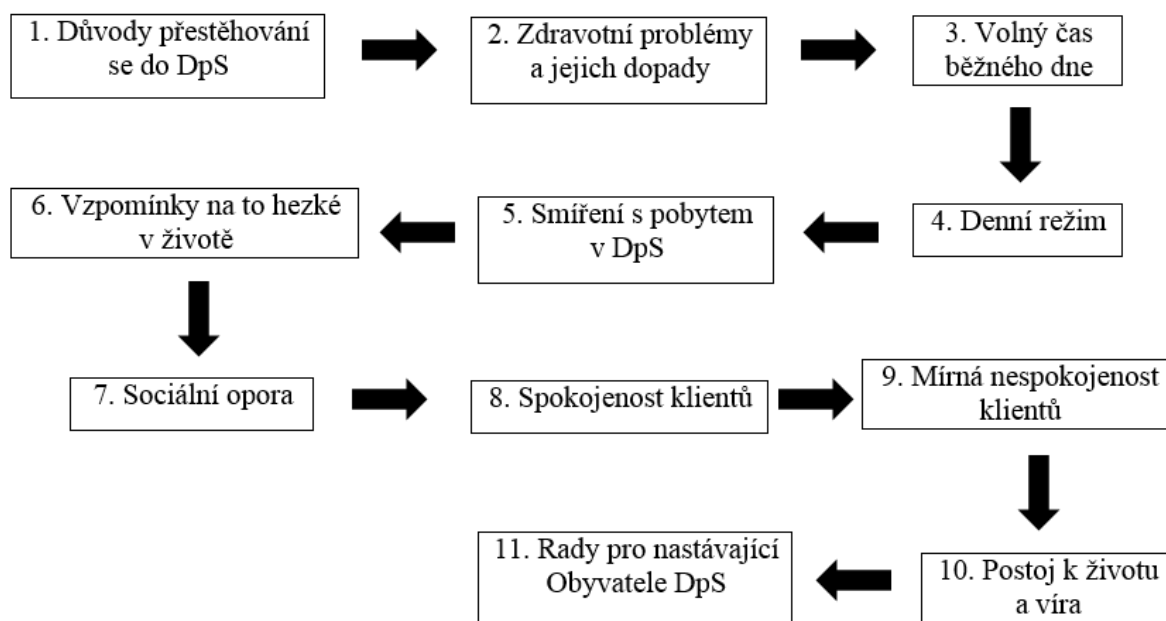 1. Důvody přestěhování
se do DpS
2. Zdravotní problémy
a jejich dopady
3. Volný čas
běžného dne
4. Denní režim
5. Smíření s pobytem
v DpS
6. Vzpomínky na to hezké
v životě
7. Sociální opora
8. Spokojenost klientů
9. Mírná nespokojenost
klientů
10. Postoj k životu
a víra
11. Rady pro nastávající
Obyvatele DpS